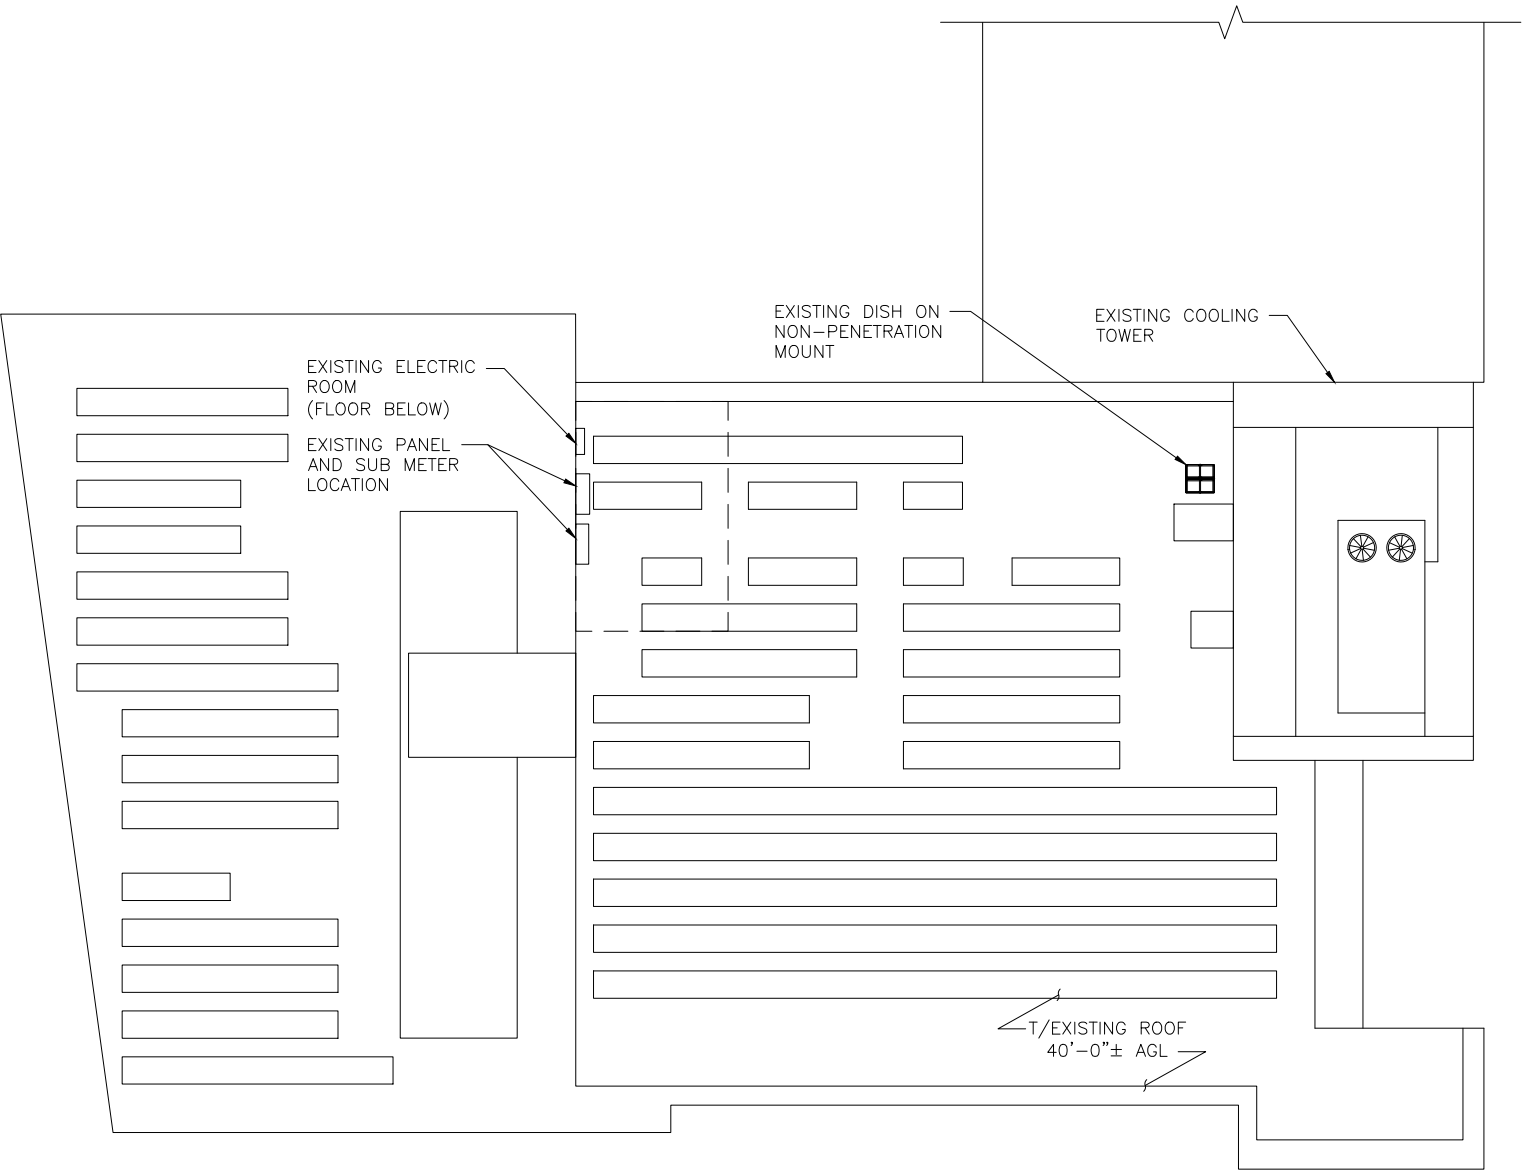 EXISTING DISH ON
NON-PENETRATION
MOUNT
EXISTING COOLING
TOWER
EXISTING ELECTRIC
ROOM
(FLOOR BELOW)
EXISTING PANEL
AND SUB METER
LOCATION
T/EXISTING ROOF
40'-0"± AGL